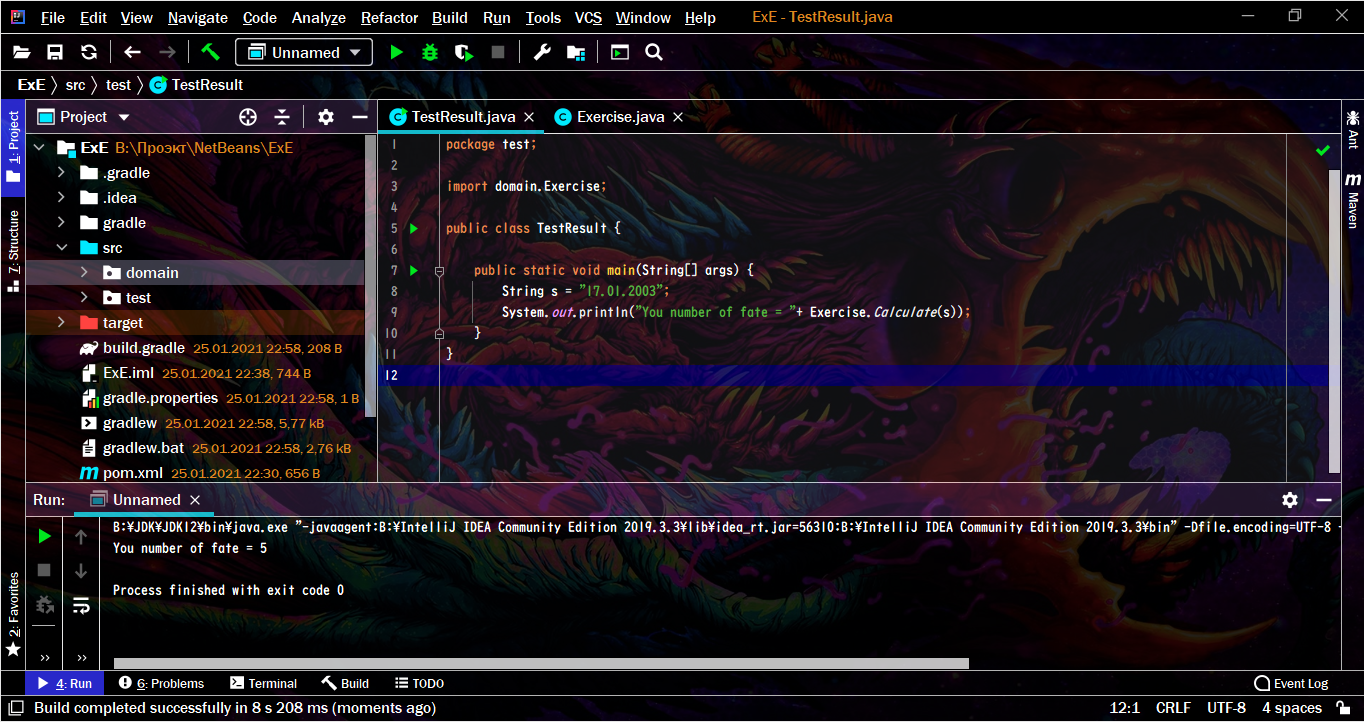 File Edit View Navigate Code Analyze Refactor Build Run Tools VCS Window Help ExE - TestResult.java
Unnamed
ExE 〉 src 〉 test 〉 TestResult
1: Project
7: Structure
2: Favorites
Project
ExE B:\Проэкт\NetBeans\ExE
.gradle
.idea
gradle
src
domain
test
target
build.gradle 25.01.2021 22:58, 208 B
ExE.iml 25.01.2021 22:38, 744 B
gradle.properties 25.01.2021 22:58, 1 B
gradlew 25.01.2021 22:58, 5,77 kB
gradlew.bat 25.01.2021 22:58, 2,76 kB
pom.xml 25.01.2021 22:30, 656 B
TestResult.java Exercise.java
1 package test;
2
3 import domain.Exercise;
4
5 public class TestResult {
6
7 public static void main(String[] args) {
8 String s = "17.01.2003";
9 System.out.println("You number of fate = "+ Exercise.Calculate(s));
10 }
11 }
12
Ant
Maven
Run: Unnamed
B:¥JDK¥JDK12¥bin¥java.exe "-javaagent:B:¥IntelliJ IDEA Community Edition 2019.3.3¥lib¥idea_rt.jar=56310:B:¥IntelliJ IDEA Community Edition 2019.3.3¥bin" -Dfile.encoding=UTF-8 -
You number of fate = 5
Process finished with exit code 0
4: Run 6: Problems Terminal Build TODO Event Log
Build completed successfully in 8 s 208 ms (moments ago) 12:1 CRLF UTF-8 4 spaces